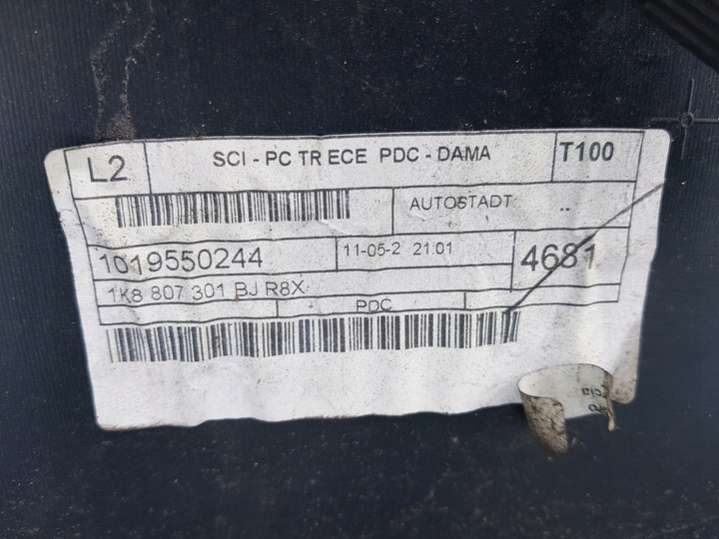 L2 SCI - PC TR ECE PDC - DAMA T100
AUTOSTADT ..
1019550244 11-05-2 21.01 4681
1K8 807 301 BJ R8X
PDC